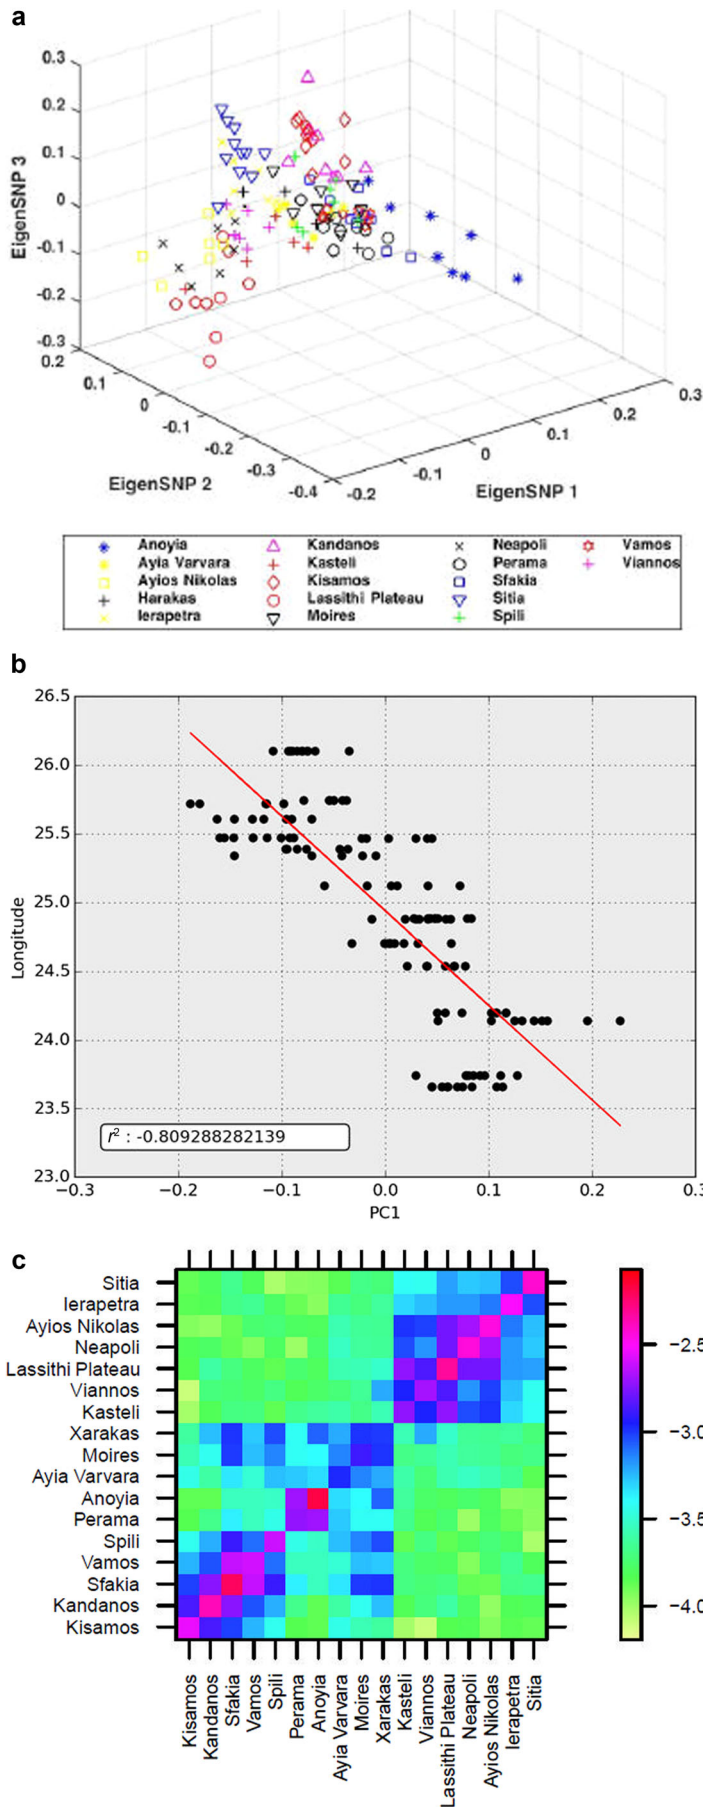 a
0.3
0.2
0.1
0
-0.1
-0.2
-0.3
EigenSNP 3
0.2
0.1
0
-0.1
-0.2
-0.3
-0.4
EigenSNP 2
-0.2
-0.1
0
0.1
0.2
0.3
EigenSNP 1
Anoyia Kandanos Neapoli Vamos
Ayia Varvara Kasteli Perama Viannos
Ayios Nikolas Kisamos Sfakia
Harakas Lassithi Plateau Sitia
Ierapetra Moires Spili
b
26.5
26.0
25.5
25.0
24.5
24.0
23.5
23.0
Longitude
r² : -0.809288282139
−0.3 −0.2 −0.1 0.0 0.1 0.2 0.3
PC1
c
Sitia
Ierapetra
Ayios Nikolas
Neapoli
Lassithi Plateau
Viannos
Kasteli
Xarakas
Moires
Ayia Varvara
Anoyia
Perama
Spili
Vamos
Sfakia
Kandanos
Kisamos
−2.5
−3.0
−3.5
−4.0
Kisamos
Kandanos
Sfakia
Vamos
Spili
Perama
Anoyia
Ayia Varvara
Moires
Xarakas
Kasteli
Viannos
Lassithi Plateau
Neapoli
Ayios Nikolas
Ierapetra
Sitia